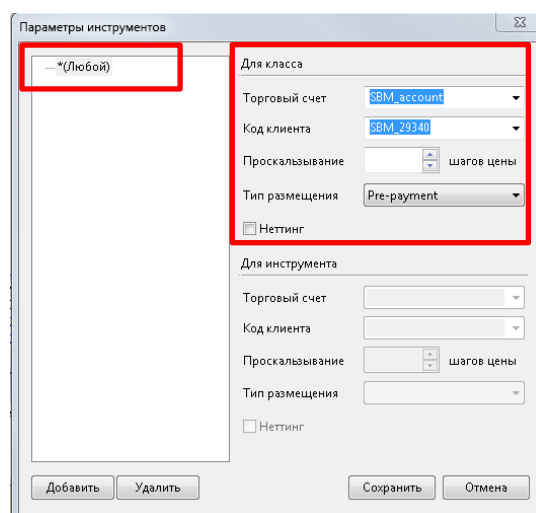 Параметры инструментов
*(Любой)
Для класса
Торговый счет SBM_account
Код клиента SBM_29340
Проскальзывание шагов цены
Тип размещения Pre-payment
Неттинг
Для инструмента
Торговый счет
Код клиента
Проскальзывание шагов цены
Тип размещения
Неттинг
Добавить Удалить Сохранить Отмена